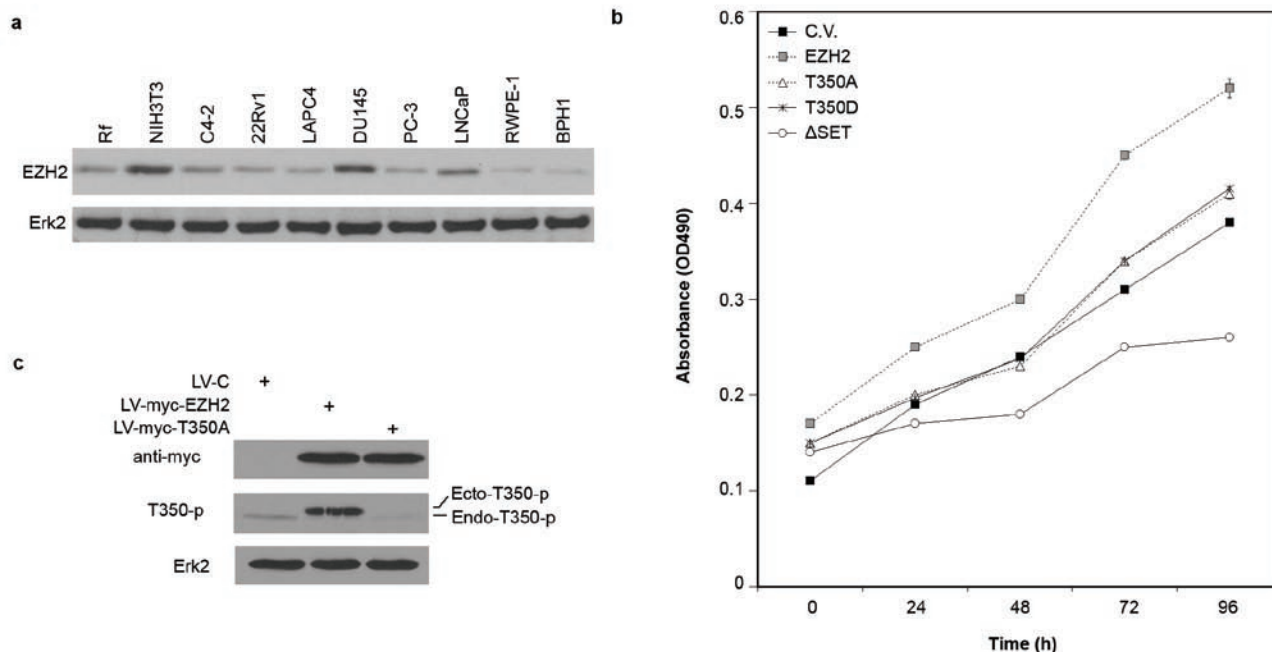 a
Rf
NIH3T3
C4-2
22Rv1
LAPC4
DU145
PC-3
LNCaP
RWPE-1
BPH1
EZH2
Erk2
b
C.V.
EZH2
T350A
T350D
ΔSET
Absorbance (OD490)
0.6
0.5
0.4
0.3
0.2
0.1
0
0 24 48 72 96
Time (h)
c
LV-C +
LV-myc-EZH2 +
LV-myc-T350A +
anti-myc
T350-p
Ecto-T350-p
Endo-T350-p
Erk2